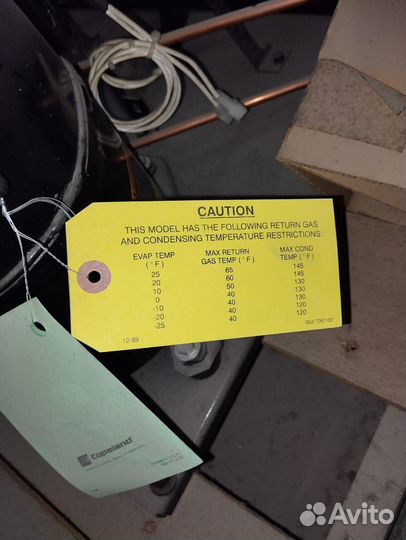 CAUTION
THIS MODEL HAS THE FOLLOWING RETURN GAS
AND CONDENSING TEMPERATURE RESTRICTIONS:
EVAP TEMP MAX RETURN MAX COND
(°F) GAS TEMP (°F) TEMP (°F)
25 65 145
20 60 145
10 50 130
0 40 130
-10 40 130
-20 40 120
-25 40 120
12-89 052-7067-00
Copeland
Avito